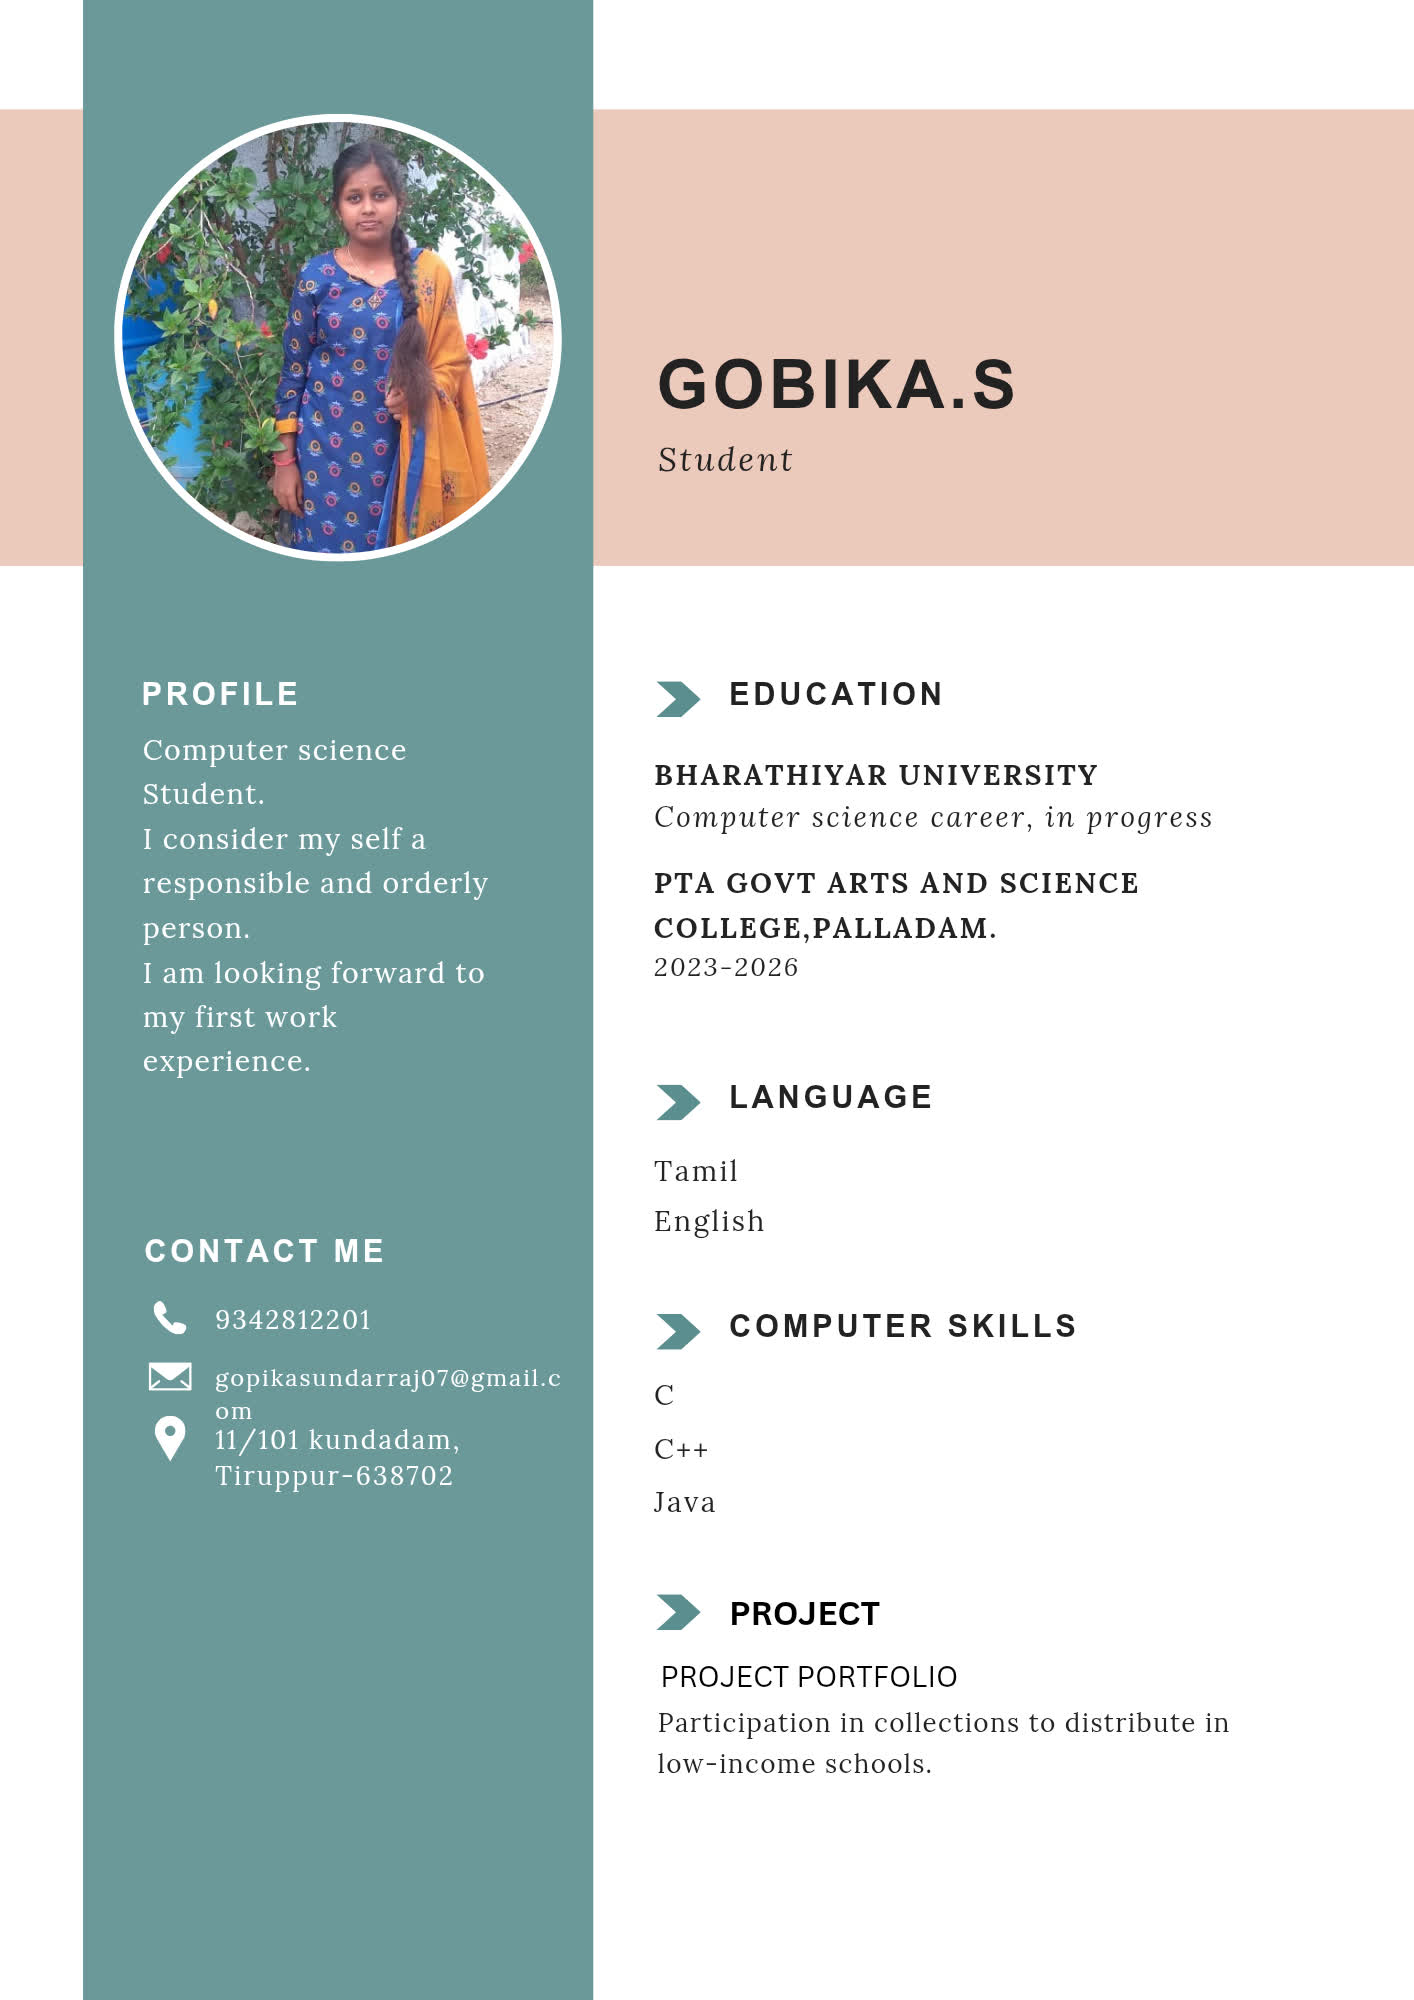 GOBIKA.S
Student
PROFILE
Computer science
Student.
I consider my self a
responsible and orderly
person.
I am looking forward to
my first work
experience.
CONTACT ME
9342812201
gopikasundarraj07@gmail.c
om
11/101 kundadam,
Tiruppur-638702
EDUCATION
BHARATHIYAR UNIVERSITY
Computer science career, in progress
PTA GOVT ARTS AND SCIENCE
COLLEGE,PALLADAM.
2023-2026
LANGUAGE
Tamil
English
COMPUTER SKILLS
C
C++
Java
PROJECT
PROJECT PORTFOLIO
Participation in collections to distribute in
low-income schools.